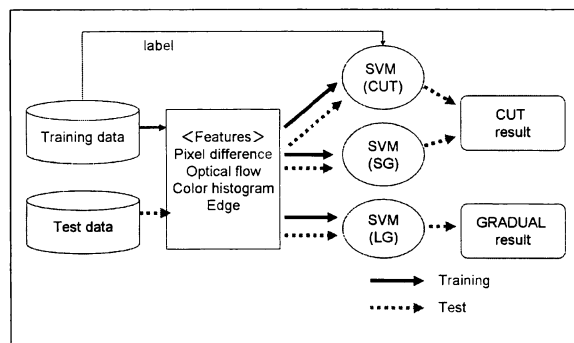 label
Training data
Test data
<Features>
Pixel difference
Optical flow
Color histogram
Edge
SVM
(CUT)
SVM
(SG)
SVM
(LG)
CUT
result
GRADUAL
result
Training
Test